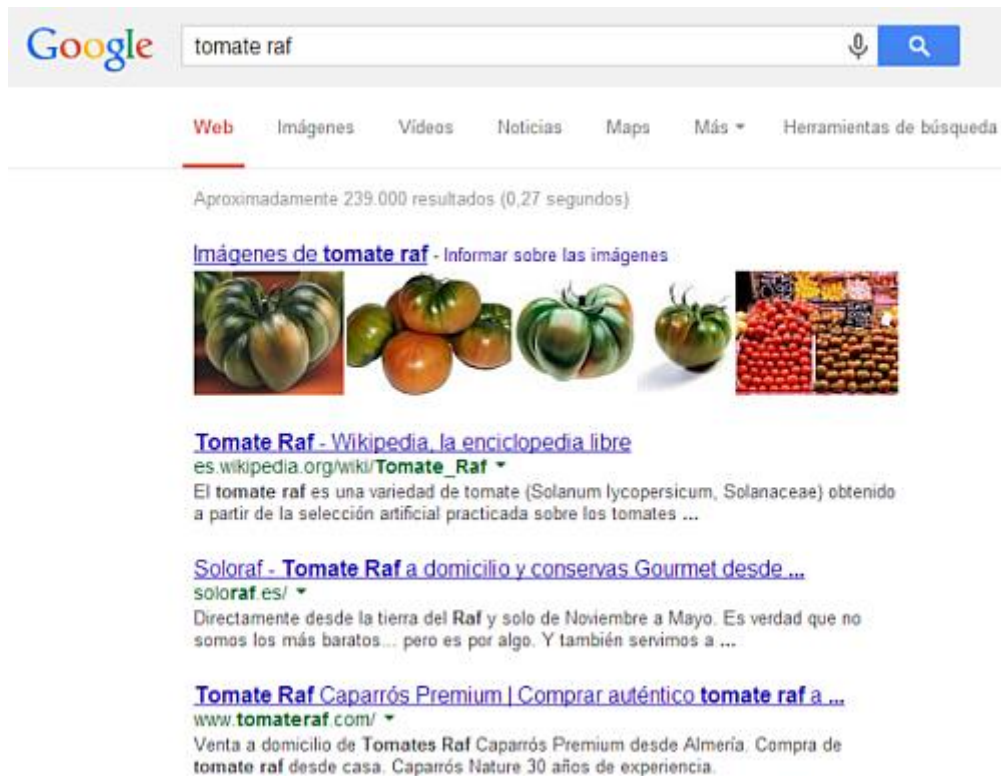 Google
tomate raf
Web Imágenes Vídeos Noticias Maps Más Herramientas de búsqueda
Aproximadamente 239.000 resultados (0,27 segundos)
Imágenes de tomate raf - Informar sobre las imágenes
Tomate Raf - Wikipedia, la enciclopedia libre
es.wikipedia.org/wiki/Tomate_Raf
El tomate raf es una variedad de tomate (Solanum lycopersicum, Solanaceae) obtenido
a partir de la selección artificial practicada sobre los tomates ...
Soloraf - Tomate Raf a domicilio y conservas Gourmet desde ...
soloraf.es/
Directamente desde la tierra del Raf y solo de Noviembre a Mayo. Es verdad que no
somos los más baratos... pero es por algo. Y también servimos a ...
Tomate Raf Caparrós Premium | Comprar auténtico tomate raf a ...
www.tomateraf.com/
Venta a domicilio de Tomates Raf Caparrós Premium desde Almería. Compra de
tomate raf desde casa. Caparrós Nature 30 años de experiencia.